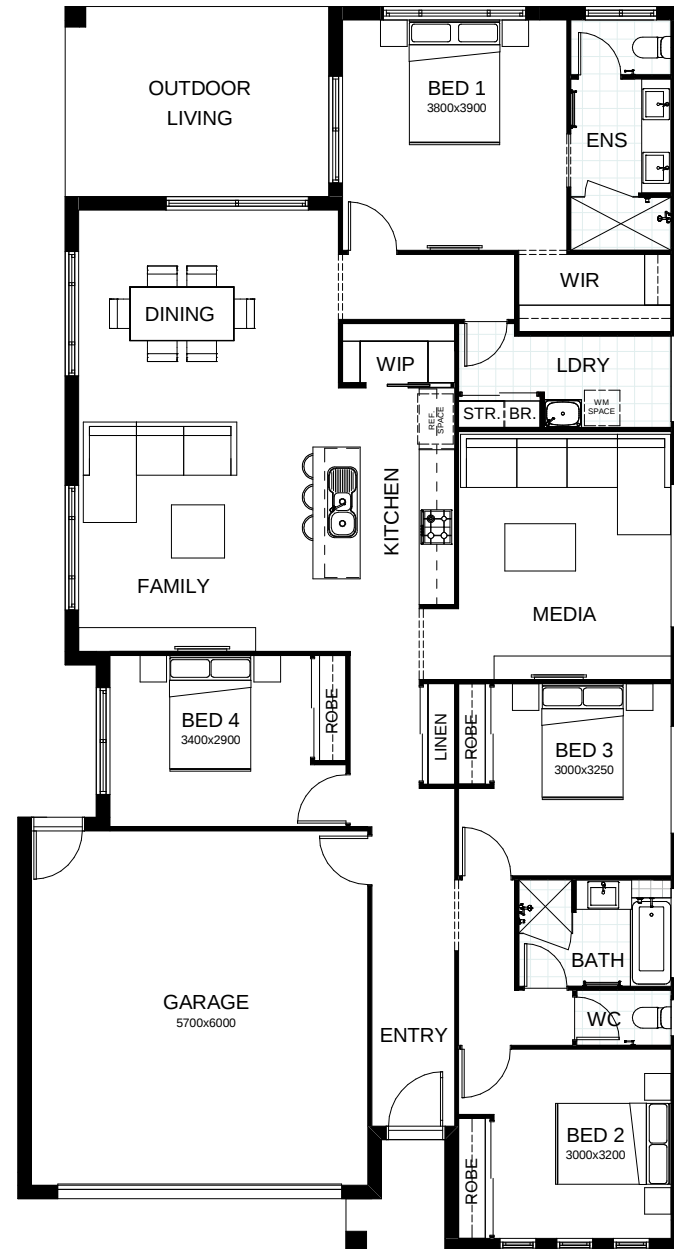 OUTDOOR
LIVING
BED 1
3800x3900
ENS
WIR
DINING
WIP
LDRY
REF.
SPACE
STR.
BR.
WM
SPACE
KITCHEN
FAMILY
MEDIA
BED 4
3400x2900
ROBE
LINEN
ROBE
BED 3
3000x3250
BATH
GARAGE
5700x6000
WC
ENTRY
BED 2
3000x3200
ROBE